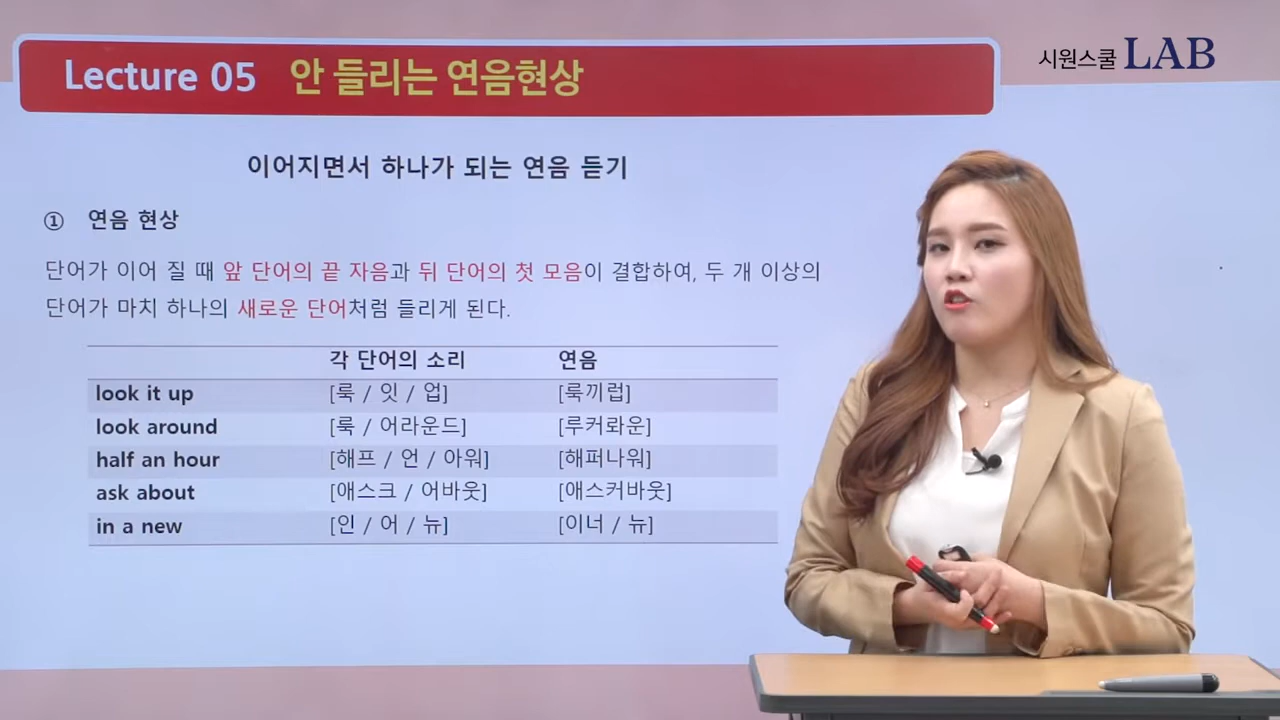 시원스쿨 LAB
Lecture 05 안 들리는 연음현상
이어지면서 하나가 되는 연음 듣기
① 연음 현상
단어가 이어 질 때 앞 단어의 끝 자음과 뒤 단어의 첫 모음이 결합하여, 두 개 이상의
단어가 마치 하나의 새로운 단어처럼 들리게 된다.
각 단어의 소리 연음
look it up [룩 / 잇 / 업] [룩끼럽]
look around [룩 / 어라운드] [루커롸운]
half an hour [해프 / 언 / 아워] [해퍼나워]
ask about [애스크 / 어바웃] [애스커바웃]
in a new [인 / 어 / 뉴] [이너 / 뉴]